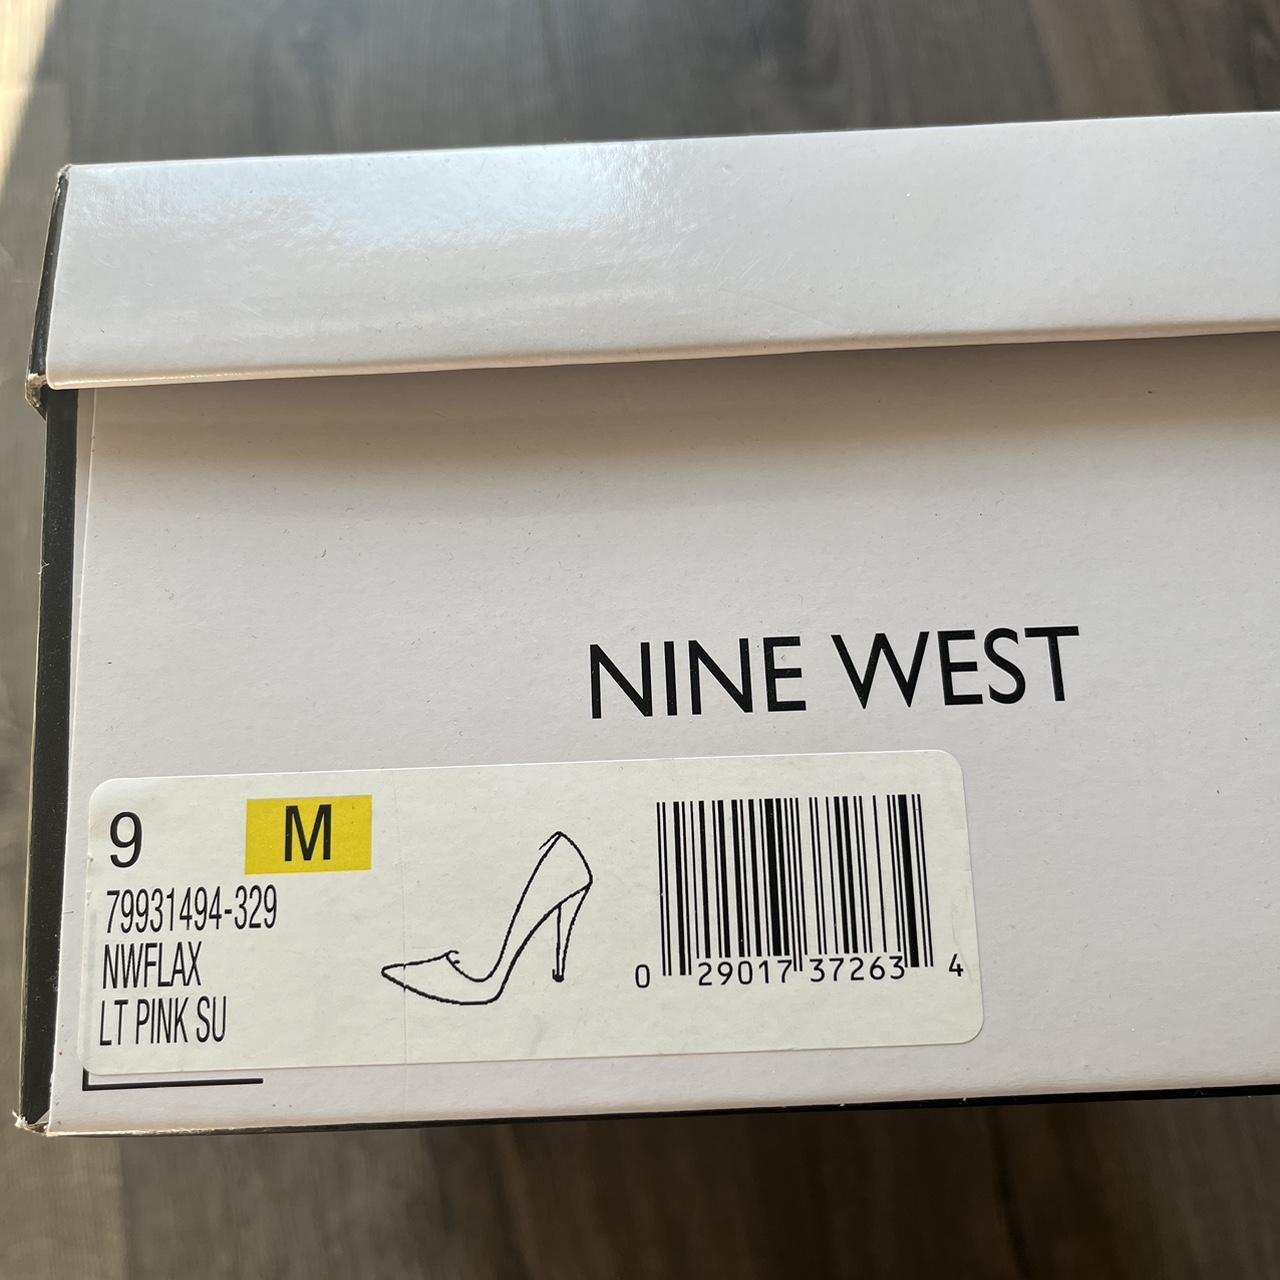 NINE WEST
9 M
79931494-329
NWFLAX
LT PINK SU
0 29017 37263 4